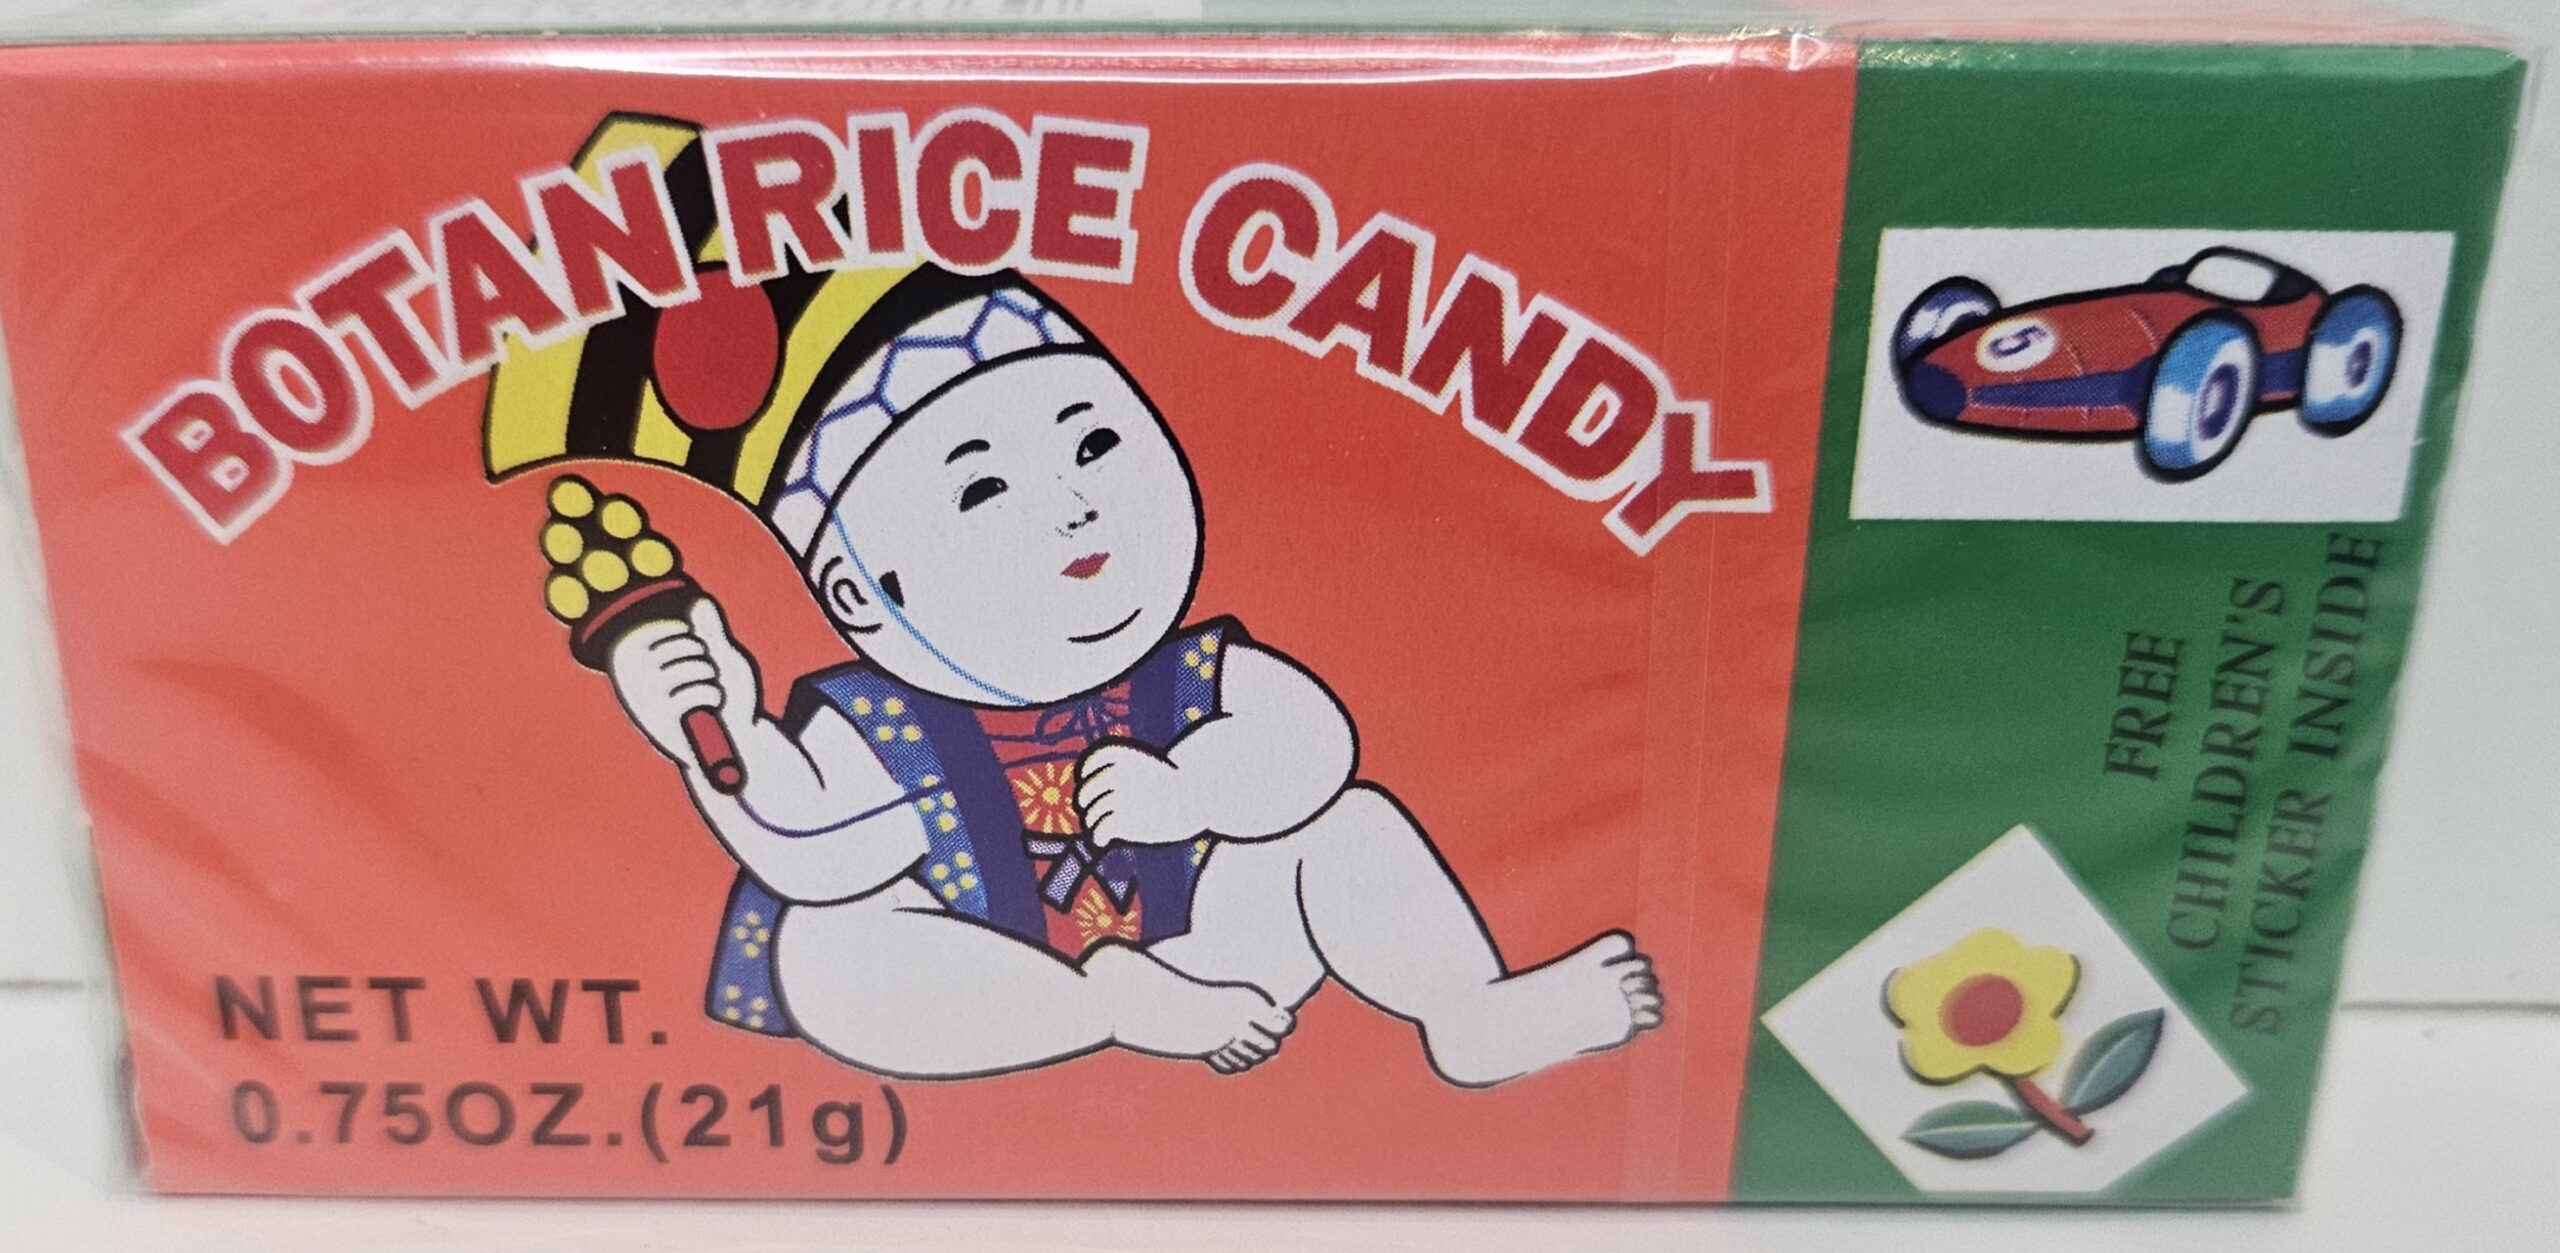 BOTAN RICE CANDY
NET WT.
0.75OZ.(21g)
5
FREE
CHILDREN'S
STICKER INSIDE